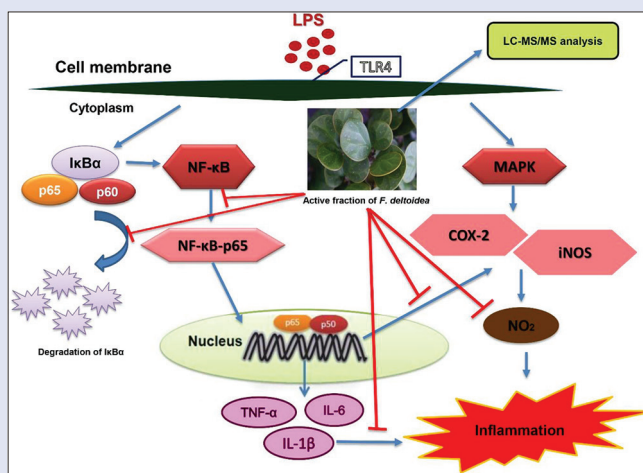 LPS
LC-MS/MS analysis
TLR4
Cell membrane
Cytoplasm
IκBα
p65
p60
NF-κB
MAPK
Active fraction of F. deltoidea
COX-2
iNOS
NF-κB-p65
Degradation of IκBα
Nucleus
p65
p50
NO₂
TNF-α
IL-6
IL-1β
Inflammation